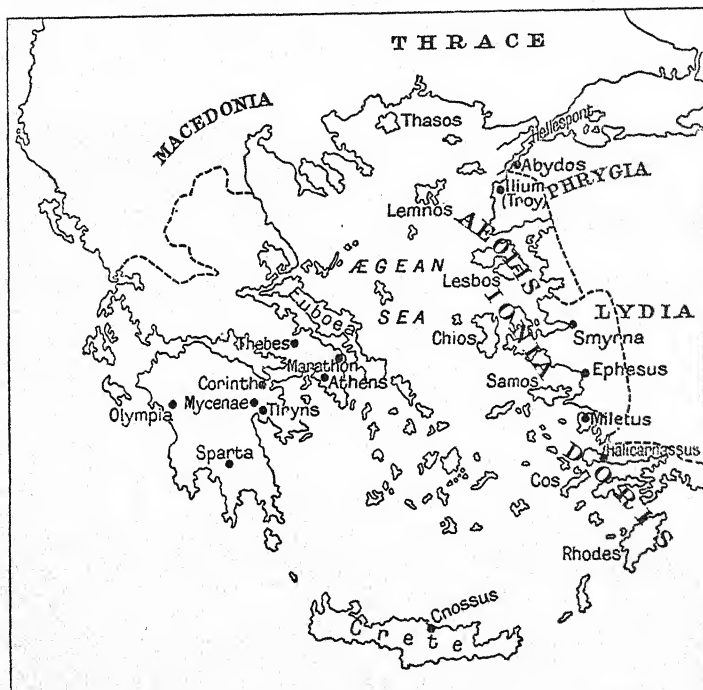 THRACE
MACEDONIA
Thasos
Hellespont
Abydos
Ilium
(Troy)
PHRYGIA
Lemnos
AEOLIS
ÆGEAN
SEA
Lesbos
Euboea
IONIA
LYDIA
Chios
Smyrna
Thebes
Marathon
Athens
Corinth
Mycenae
Tiryns
Olympia
Samos
Ephesus
Miletus
Sparta
Halicarnassus
DORIS
Cos
Rhodes
Cnossus
Crete